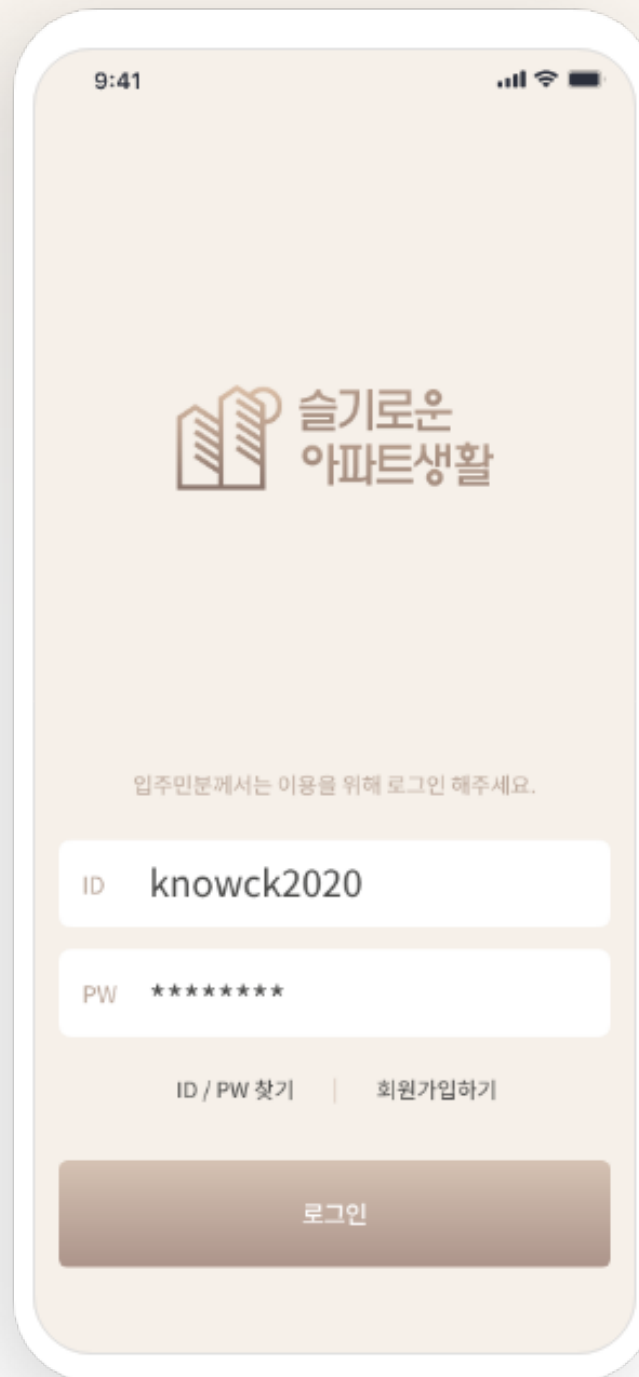 9:41
슬기로운
아파트생활
입주민분께서는 이용을 위해 로그인 해주세요.
ID knowck2020
PW ********
ID / PW 찾기 | 회원가입하기
로그인